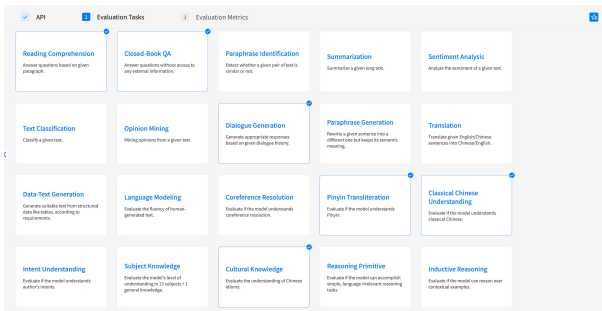 API
2 Evaluation Tasks
3 Evaluation Metrics
Reading Comprehension
Answer questions based on given
paragraph.
Closed-Book QA
Answer questions without access to
any external information.
Paraphrase Identification
Detect whether a given pair of text is
similar or not.
Summarization
Summarize a given long text.
Sentiment Analysis
Analyze the sentiment of a given text.
Text Classification
Classify a given text.
Opinion Mining
Mining opinions from a given text.
Dialogue Generation
Generate appropriate responses
based on given dialogue history.
Paraphrase Generation
Rewrite a given sentence into a
different one but keeps its semantic
meaning.
Translation
Translate given English/Chinese
sentences into Chinese/English.
Data-Text Generation
Generate suitable text from structured
data like tables, according to
requirements.
Language Modeling
Evaluate the fluency of human-
generated text.
Coreference Resolution
Evaluate if the model understands
coreference resolution.
Pinyin Transliteration
Evaluate if the model understands
Pinyin.
Classical Chinese
Understanding
Evaluate if the model understands
classical Chinese.
Intent Understanding
Evaluate if the model understands
author's intents.
Subject Knowledge
Evaluate the model's level of
understanding in 13 subjects + 1
general knowledge.
Cultural Knowledge
Evaluate the understanding of Chinese
idioms.
Reasoning Primitive
Evaluate if the model can accomplish
simple, language-irrelevant reasoning
tasks
Inductive Reasoning
Evaluate if the model can reason over
contextual examples.